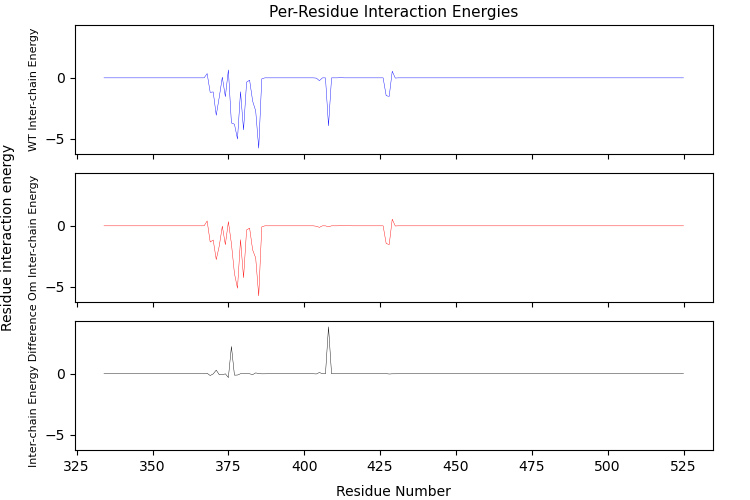 Per-Residue Interaction Energies
Residue interaction energy
WT Inter-chain Energy
0
−5
Om Inter-chain Energy
0
−5
Inter-chain Energy Difference
0
−5
325 350 375 400 425 450 475 500 525
Residue Number